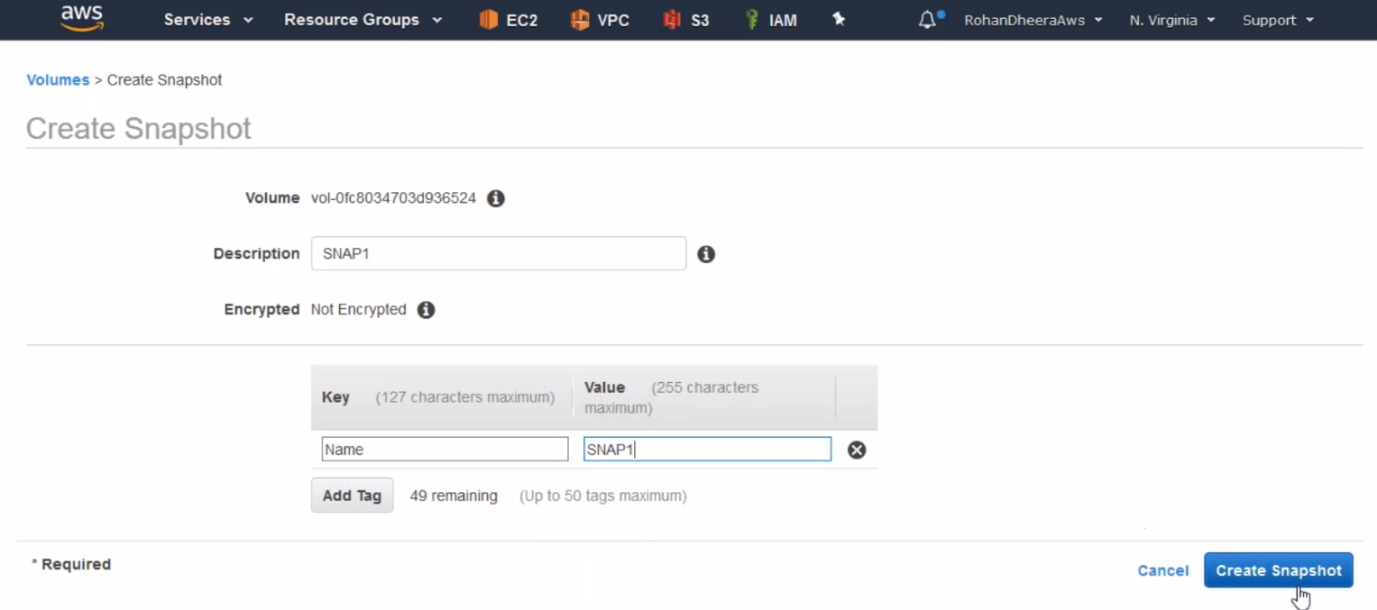 aws Services Resource Groups EC2 VPC S3 IAM RohanDheeraAws N. Virginia Support
Volumes > Create Snapshot
Create Snapshot
Volume vol-0fc8034703d936524
Description SNAP1
Encrypted Not Encrypted
Key (127 characters maximum) Value (255 characters
maximum)
Name SNAP1
Add Tag 49 remaining (Up to 50 tags maximum)
* Required Cancel Create Snapshot